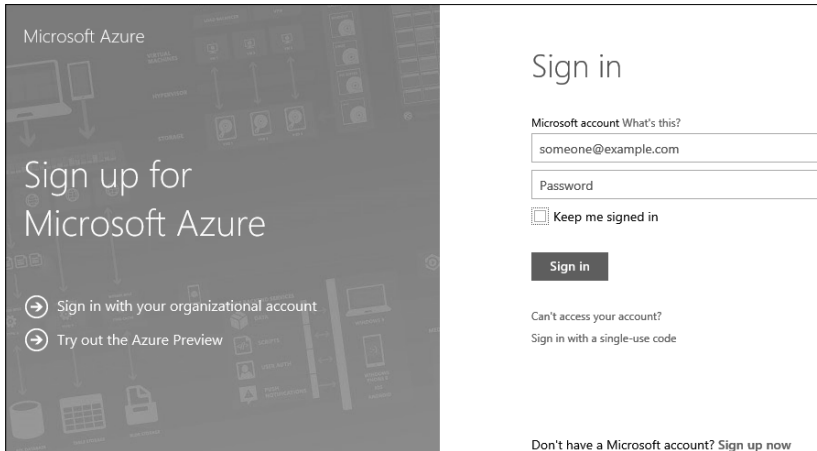 Microsoft Azure
Sign up for
Microsoft Azure
Sign in with your organizational account
Try out the Azure Preview
Sign in
Microsoft account What's this?
someone@example.com
Password
Keep me signed in
Sign in
Can't access your account?
Sign in with a single-use code
Don't have a Microsoft account? Sign up now